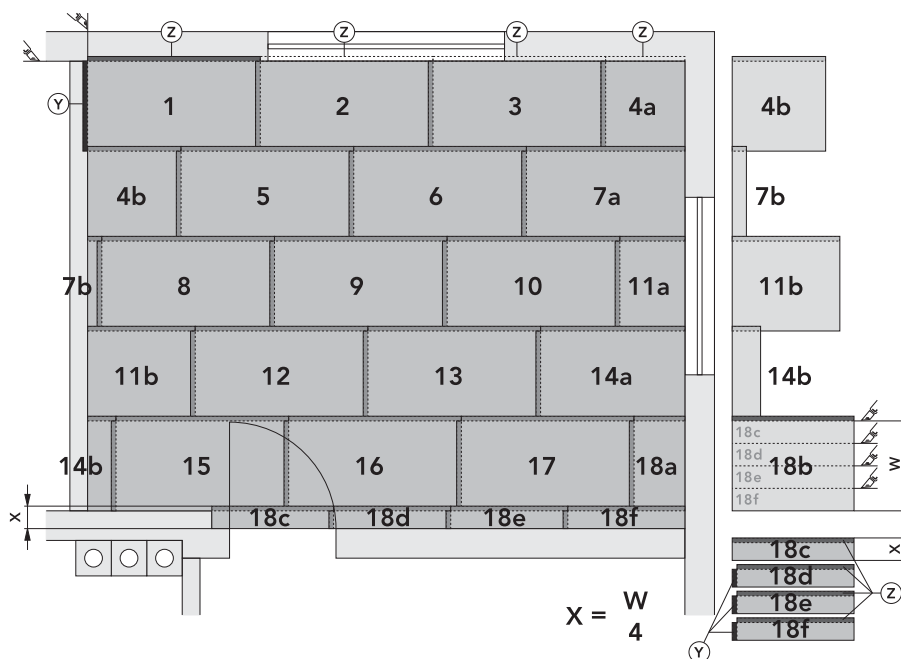 Z Z Z Z
Y 1 2 3 4a 4b
4b 5 6 7a 7b
7b 8 9 10 11a 11b
11b 12 13 14a 14b
18c
18d
18e
18f
14b 15 16 17 18a 18b W
X 18c 18d 18e 18f
18c X
18d
Z
18e
18f
Y
X = W
4